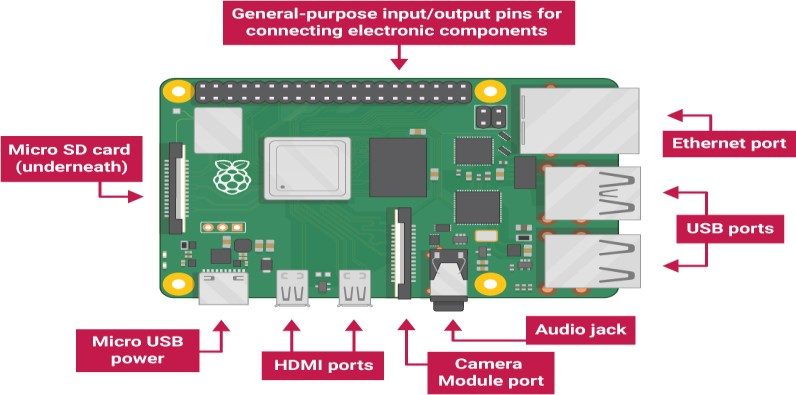 General-purpose input/output pins for
connecting electronic components
Micro SD card
(underneath)
Ethernet port
USB ports
Micro USB
power
HDMI ports
Camera
Module port
Audio jack